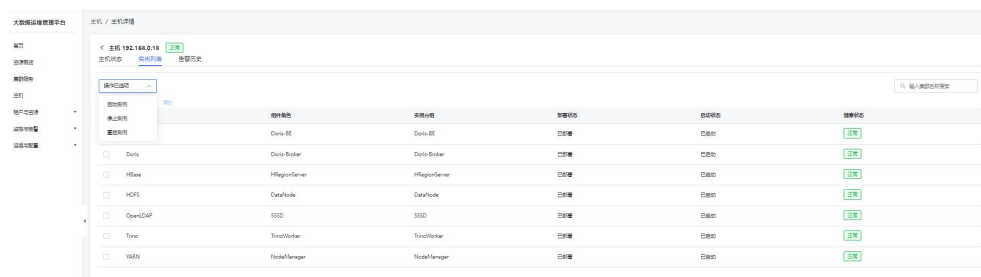 大数据运维管理平台
主机 / 主机详情
首页
资源概览
集群服务
主机
租户与资源
监控与告警
运维与配置
< 主机 192.168.0.18 正常
主机状态 实例列表 告警历史
操作已选项
输入集群名称搜索
启动实例
停止实例
重启实例
组件角色 实例分组 部署状态 启动状态 健康状态
Doris-BE Doris-BE 已部署 已启动 正常
Doris Doris-Broker Doris-Broker 已部署 已启动 正常
HBase HRegionServer HRegionServer 已部署 已启动 正常
HDFS DataNode DataNode 已部署 已启动 正常
OpenLDAP SSSD SSSD 已部署 已启动 正常
Trino TrinoWorker TrinoWorker 已部署 已启动 正常
YARN NodeManager NodeManager 已部署 已启动 正常